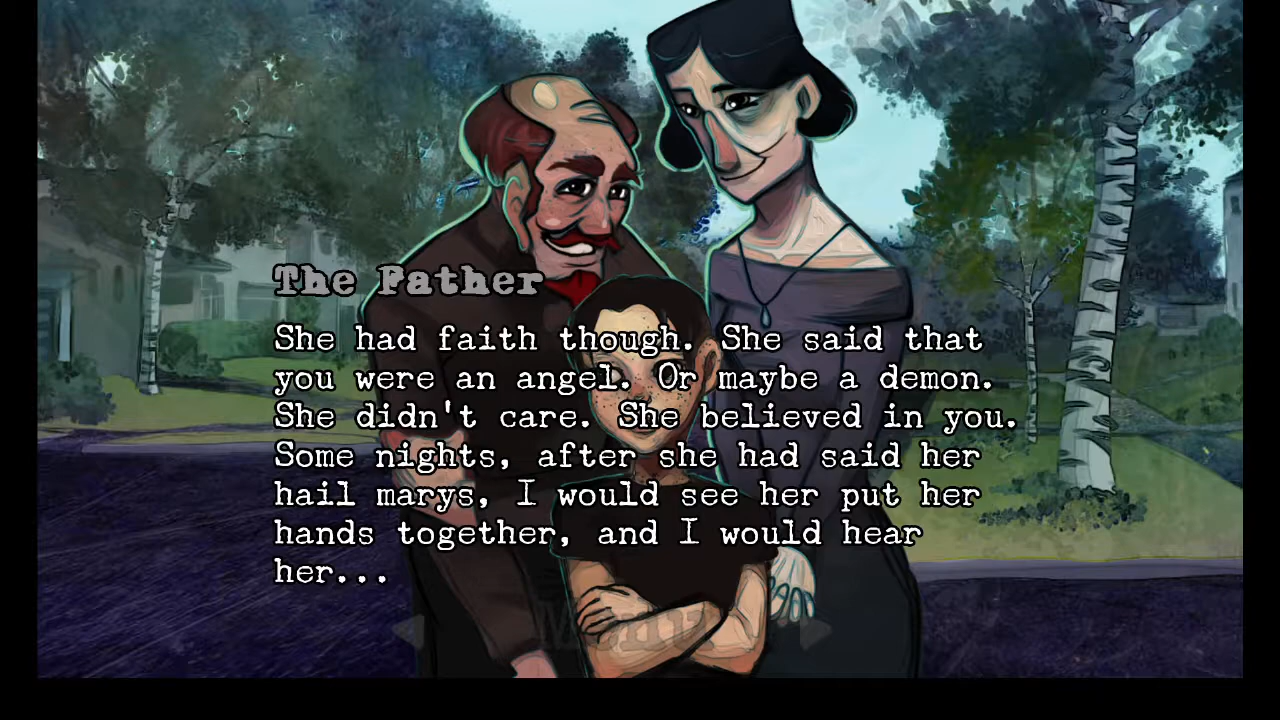 The Father
She had faith though. She said that
you were an angel. Or maybe a demon.
She didn't care. She believed in you.
Some nights, after she had said her
hail marys, I would see her put her
hands together, and I would hear
her...
Menu